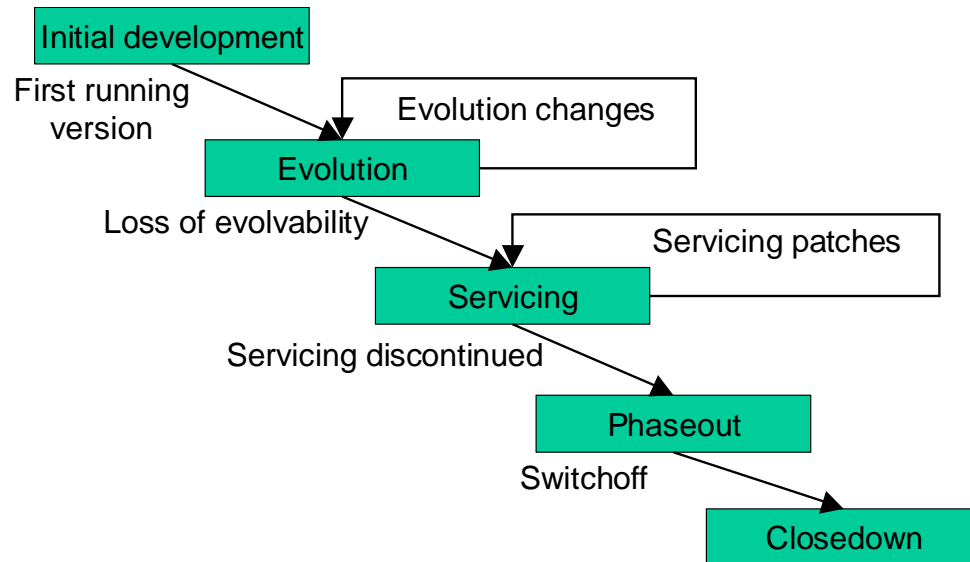 Initial development
First running
version
Evolution changes
Evolution
Loss of evolvability
Servicing patches
Servicing
Servicing discontinued
Phaseout
Switchoff
Closedown